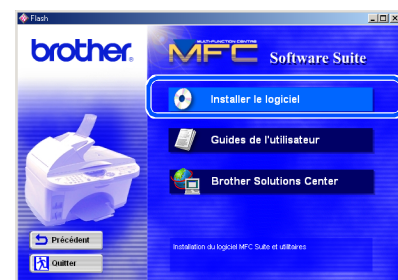 Flash
brother.
MULTI-FUNCTION CENTRE
MFC Software Suite
Installer le logiciel
Guides de l'utilisateur
Brother Solutions Center
Précédent
Installation du logiciel MFC Suite et utilitaires
Quitter